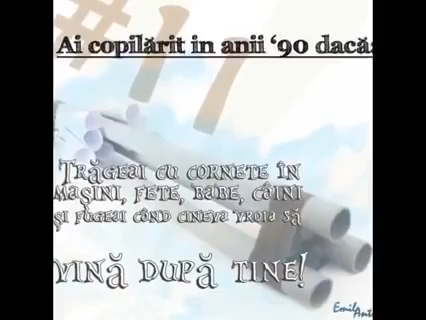 #11
Ai copilărit in anii ‘90 dacă:
Trăgeai cu cornete în
mașini, fete, babe, câini
și fugeai când cineva vroia să
vină după tine!
Emils